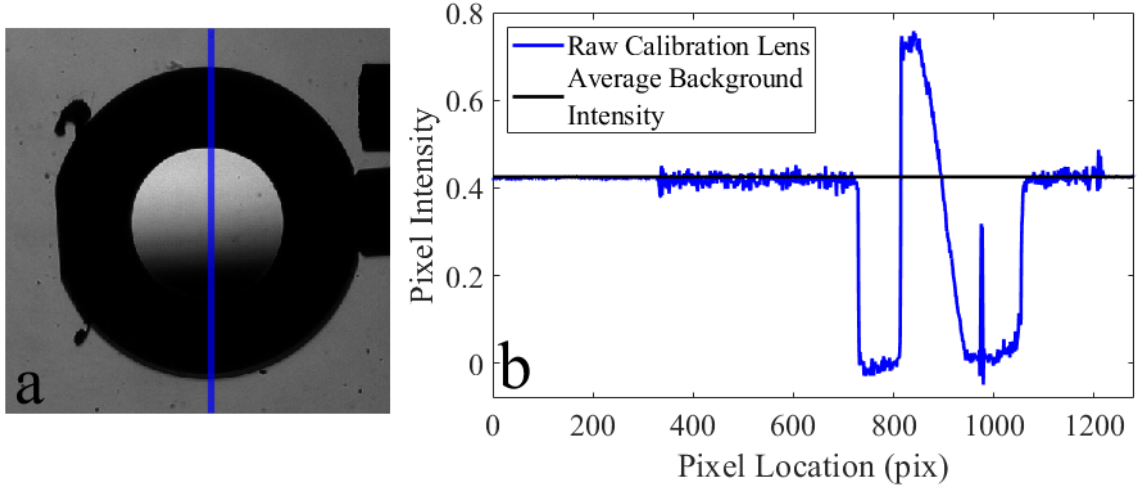 a
0.8
0.6
0.4
0.2
0
Pixel Intensity
Raw Calibration Lens
Average Background
Intensity
b
0 200 400 600 800 1000 1200
Pixel Location (pix)